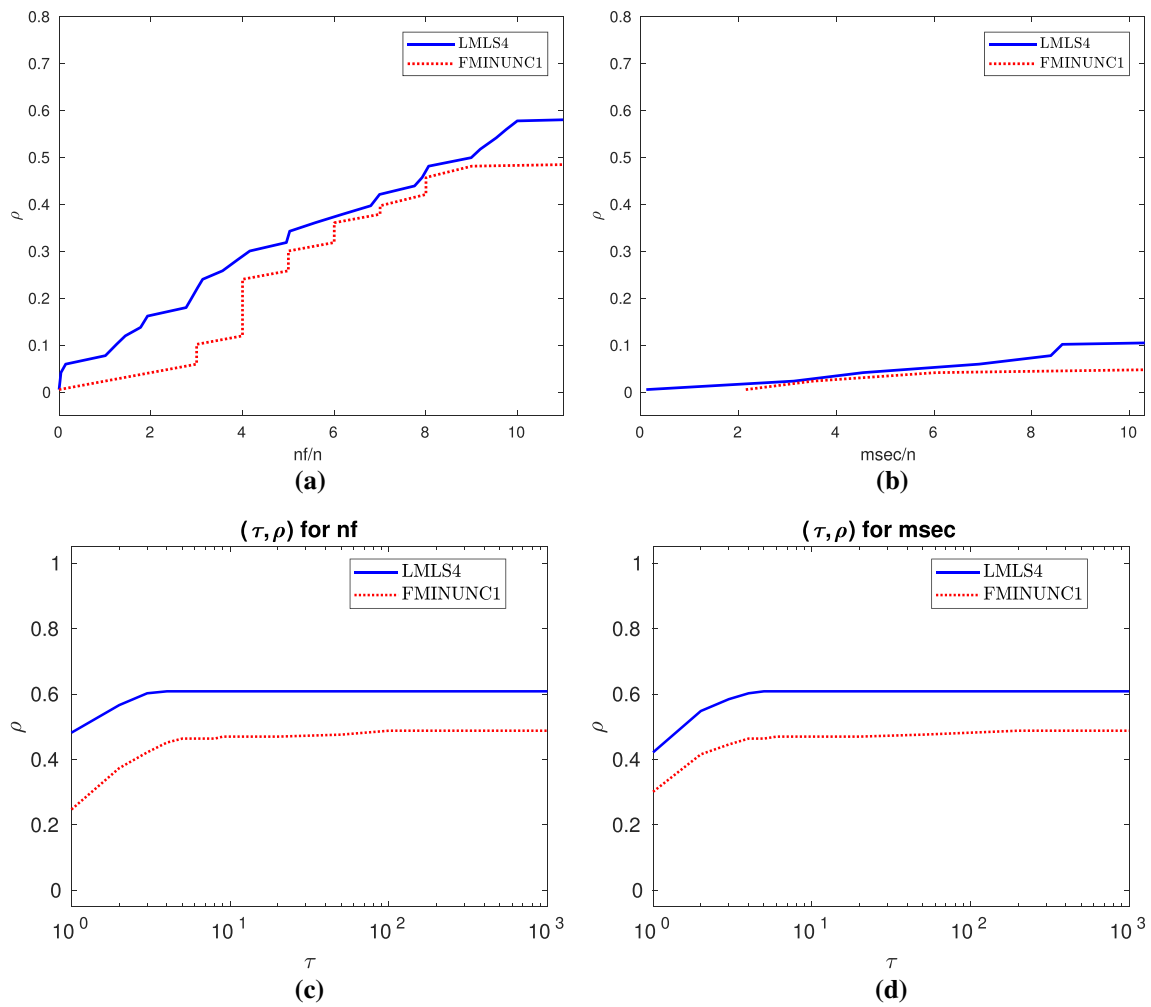 0.8
0.7
0.6
0.5
0.4
0.3
0.2
0.1
0
ρ
0 2 4 6 8 10
nf/n
LMLS4
FMINUNC1
(a)
0.8
0.7
0.6
0.5
0.4
0.3
0.2
0.1
0
ρ
0 2 4 6 8 10
msec/n
LMLS4
FMINUNC1
(b)
(τ,ρ) for nf
1
0.8
0.6
0.4
0.2
0
ρ
10^0 10^1 10^2 10^3
τ
LMLS4
FMINUNC1
(c)
(τ,ρ) for msec
1
0.8
0.6
0.4
0.2
0
ρ
10^0 10^1 10^2 10^3
τ
LMLS4
FMINUNC1
(d)